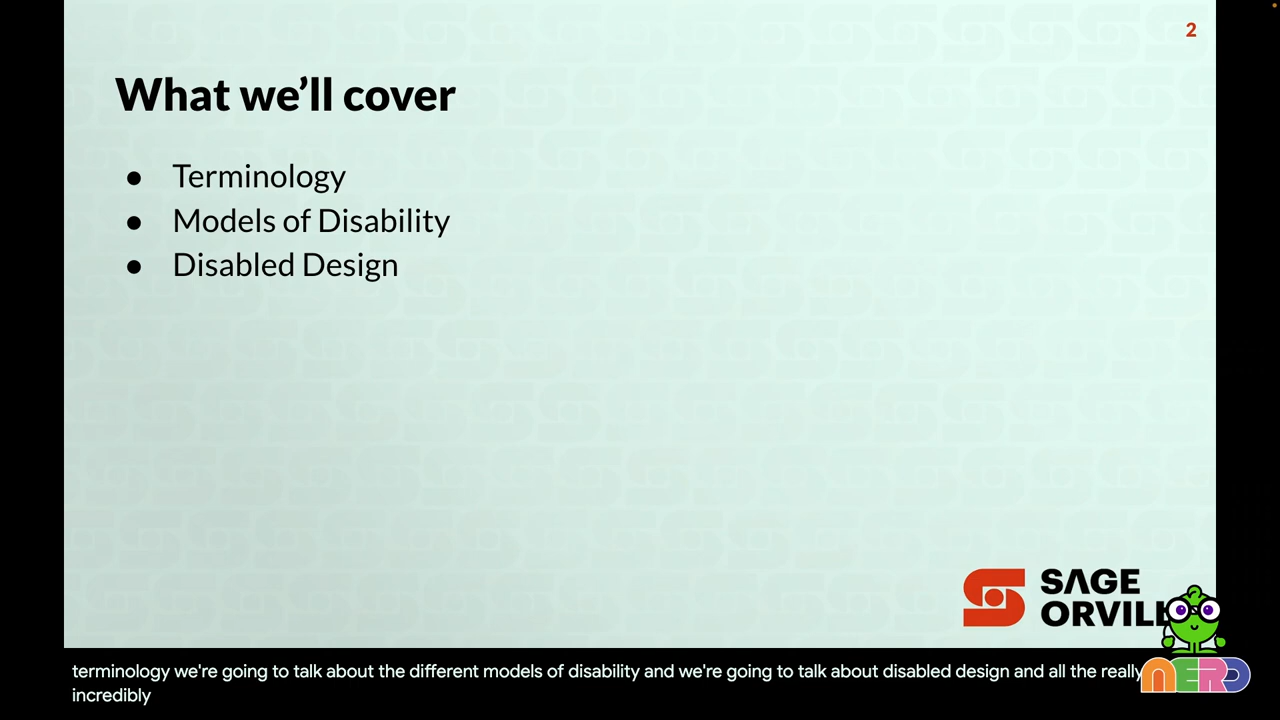 2
What we'll cover
● Terminology
● Models of Disability
● Disabled Design
SAGE
ORVILL
terminology we're going to talk about the different models of disability and we're going to talk about disabled design and all the really
incredibly
NERD